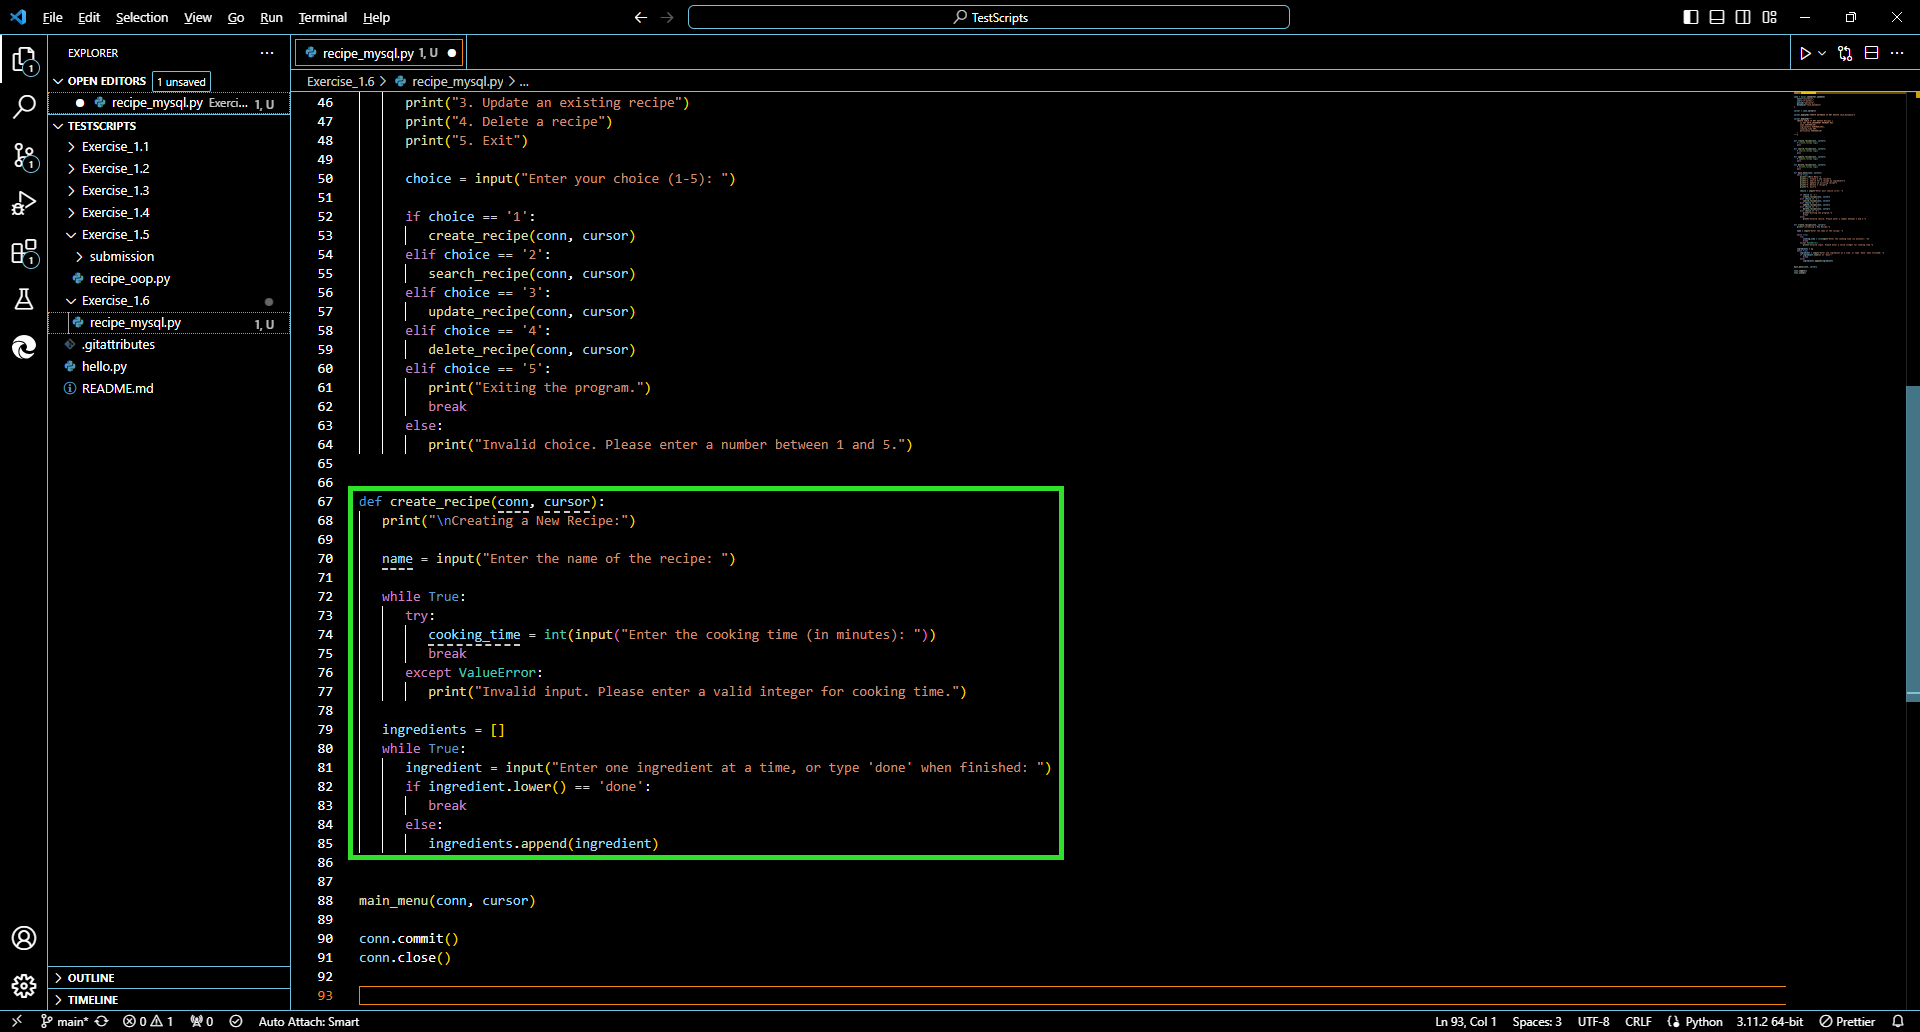 File Edit Selection View Go Run Terminal Help
TestScripts
EXPLORER
OPEN EDITORS 1 unsaved
recipe_mysql.py Exerci... 1, U
TESTSCRIPTS
Exercise_1.1
Exercise_1.2
Exercise_1.3
Exercise_1.4
Exercise_1.5
submission
recipe_oop.py
Exercise_1.6
recipe_mysql.py 1, U
.gitattributes
hello.py
README.md
OUTLINE
TIMELINE
recipe_mysql.py 1, U
Exercise_1.6 > recipe_mysql.py > ...
46 print("3. Update an existing recipe")
47 print("4. Delete a recipe")
48 print("5. Exit")
49
50 choice = input("Enter your choice (1-5): ")
51
52 if choice == '1':
53 create_recipe(conn, cursor)
54 elif choice == '2':
55 search_recipe(conn, cursor)
56 elif choice == '3':
57 update_recipe(conn, cursor)
58 elif choice == '4':
59 delete_recipe(conn, cursor)
60 elif choice == '5':
61 print("Exiting the program.")
62 break
63 else:
64 print("Invalid choice. Please enter a number between 1 and 5.")
65
66
67 def create_recipe(conn, cursor):
68 print("\nCreating a New Recipe:")
69
70 name = input("Enter the name of the recipe: ")
71
72 while True:
73 try:
74 cooking_time = int(input("Enter the cooking time (in minutes): "))
75 break
76 except ValueError:
77 print("Invalid input. Please enter a valid integer for cooking time.")
78
79 ingredients = []
80 while True:
81 ingredient = input("Enter one ingredient at a time, or type 'done' when finished: ")
82 if ingredient.lower() == 'done':
83 break
84 else:
85 ingredients.append(ingredient)
86
87
88 main_menu(conn, cursor)
89
90 conn.commit()
91 conn.close()
92
93
main* 0 1 0 Auto Attach: Smart Ln 93, Col 1 Spaces: 3 UTF-8 CRLF Python 3.11.2 64-bit Prettier